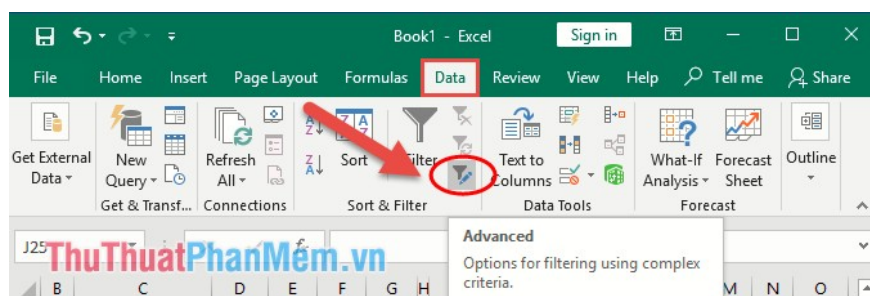 Book1 - Excel
Sign in
File Home Insert Page Layout Formulas Data Review View Help Tell me Share
Get External Data
New Query
Refresh All
Sort
Filter
Text to Columns
What-If Analysis
Forecast Sheet
Outline
Get & Transf... Connections Sort & Filter Data Tools Forecast
J25
ThuThuatPhanMem.vn
Advanced
Options for filtering using complex
criteria.
B C D E F G H M N O